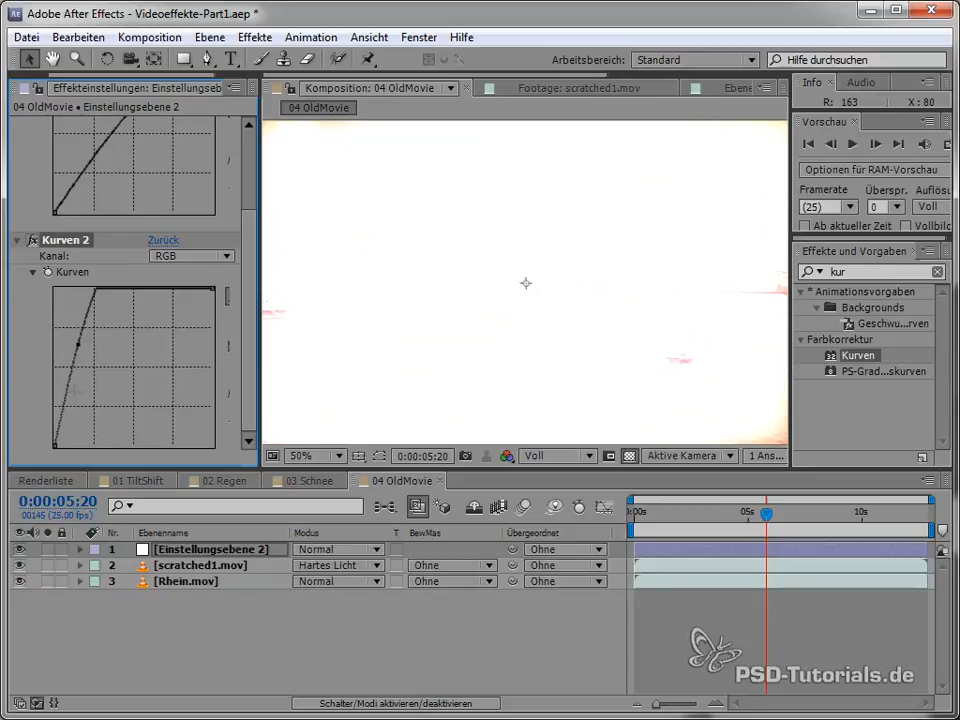 Adobe After Effects - Videoeffekte-Part1.aep *
Datei Bearbeiten Komposition Ebene Effekte Animation Ansicht Fenster Hilfe
Arbeitsbereich: Standard Hilfe durchsuchen
Effekteinstellungen: Einstellungseb
Komposition: 04 OldMovie
Footage: scratched1.mov
Ebene
Info Audio
04 OldMovie • Einstellungsebene 2
04 OldMovie
R: 163 X: 80
Vorschau
Optionen für RAM-Vorschau
Framerate Überspr. Auflösu
(25) 0 Voll
Ab aktueller Zeit Vollbilc
Kurven 2 Zurück
Kanal: RGB
Kurven
Effekte und Vorgaben
kur
* Animationsvorgaben
Backgrounds
Geschwu...rven
Farbkorrektur
Kurven
PS-Grad...skurven
50% 0:00:05:20 Voll Aktive Kamera 1 Ans...
Renderliste 01 TiltShift 02 Regen 03 Schnee 04 OldMovie
0:00:05:20
00145 (25.00 fps)
:00s 05s 10s
Nr. Ebenenname Modus T BewMas Übergeordnet
1 [Einstellungsebene 2] Normal Ohne
2 [scratched1.mov] Hartes Licht Ohne Ohne
3 [Rhein.mov] Normal Ohne Ohne
PSD-Tutorials.de
Schalter/Modi aktivieren/deaktivieren